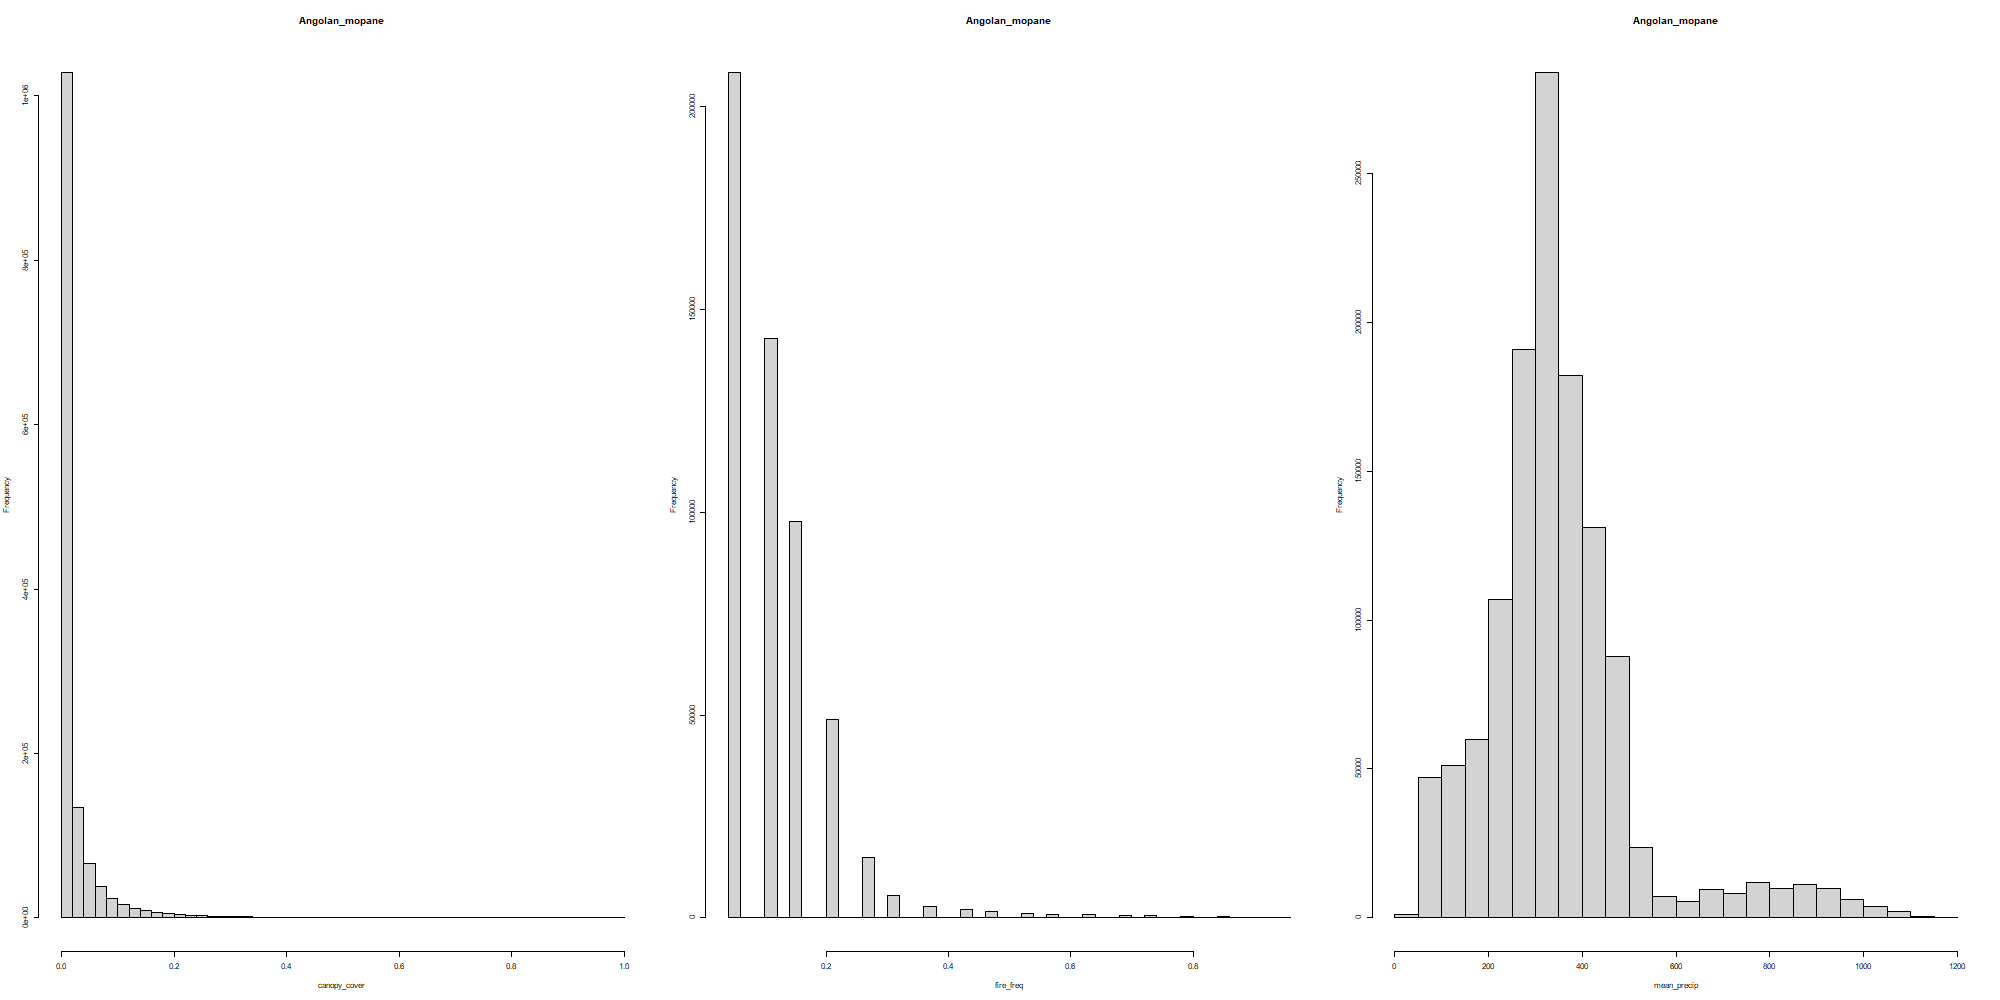 Angolan_mopane
Frequency
0e+00 2e+05 4e+05 6e+05 8e+05 1e+06
0.0 0.2 0.4 0.6 0.8 1.0
canopy_cover
Angolan_mopane
Frequency
0 50000 100000 150000 200000
0.2 0.4 0.6 0.8
fire_freq
Angolan_mopane
Frequency
0 50000 100000 150000 200000 250000
0 200 400 600 800 1000 1200
mean_precip